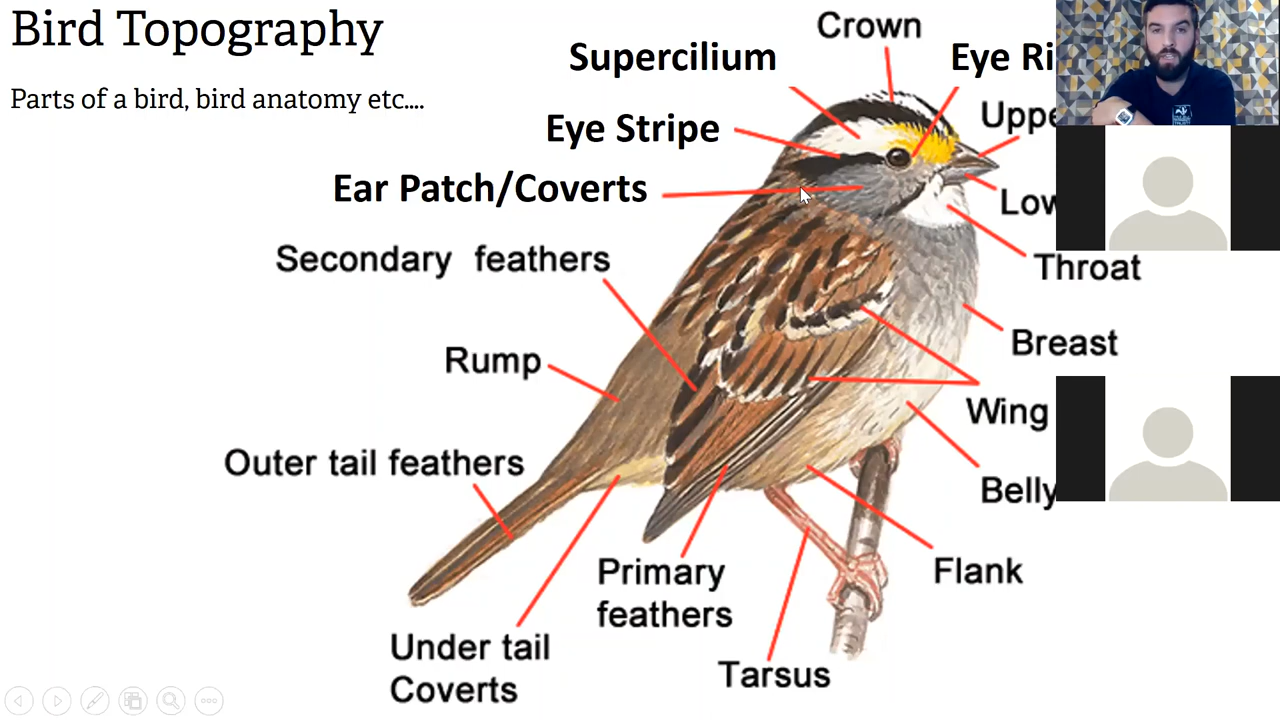 Bird Topography
Parts of a bird, bird anatomy etc....
Crown
Supercilium
Eye
Eye Stripe
Ear Patch/Coverts
Throat
Secondary feathers
Breast
Rump
Wing
Outer tail feathers
Belly
Primary
feathers
Flank
Under tail
Coverts
Tarsus